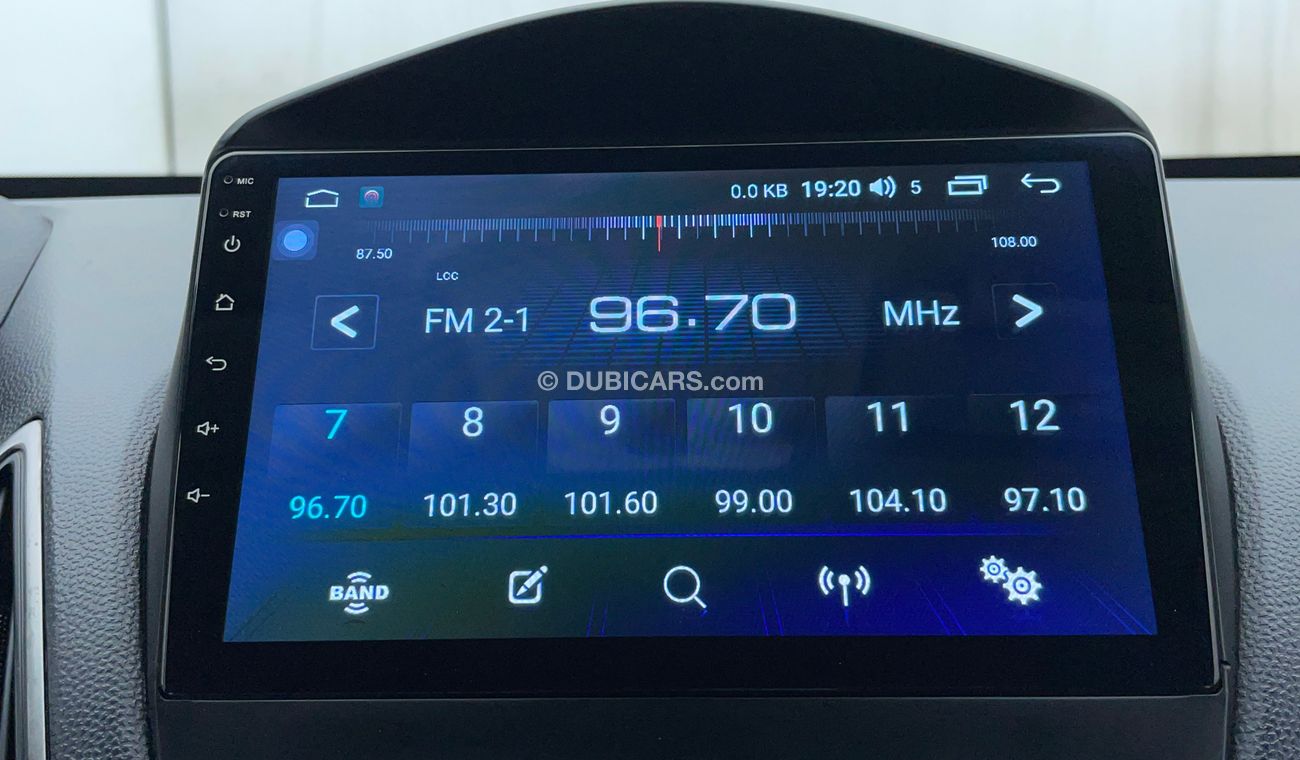 MIC
0.0 KB 19:20 5
RST
87.50 108.00
LCC
FM 2-1 96.70 MHz
© DUBICARS.com
7 8 9 10 11 12
96.70 101.30 101.60 99.00 104.10 97.10
BAND